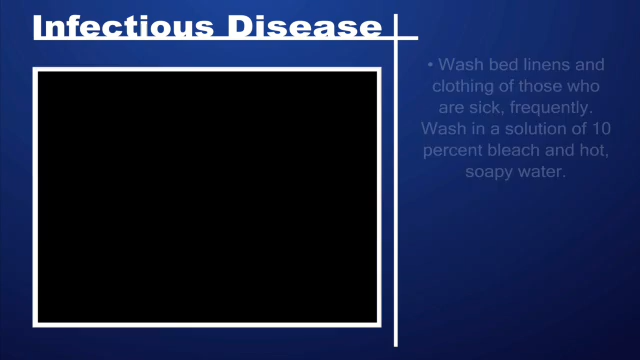 Infectious Disease
• Wash bed linens and
clothing of those who
are sick, frequently.
Wash in a solution of 10
percent bleach and hot,
soapy water.